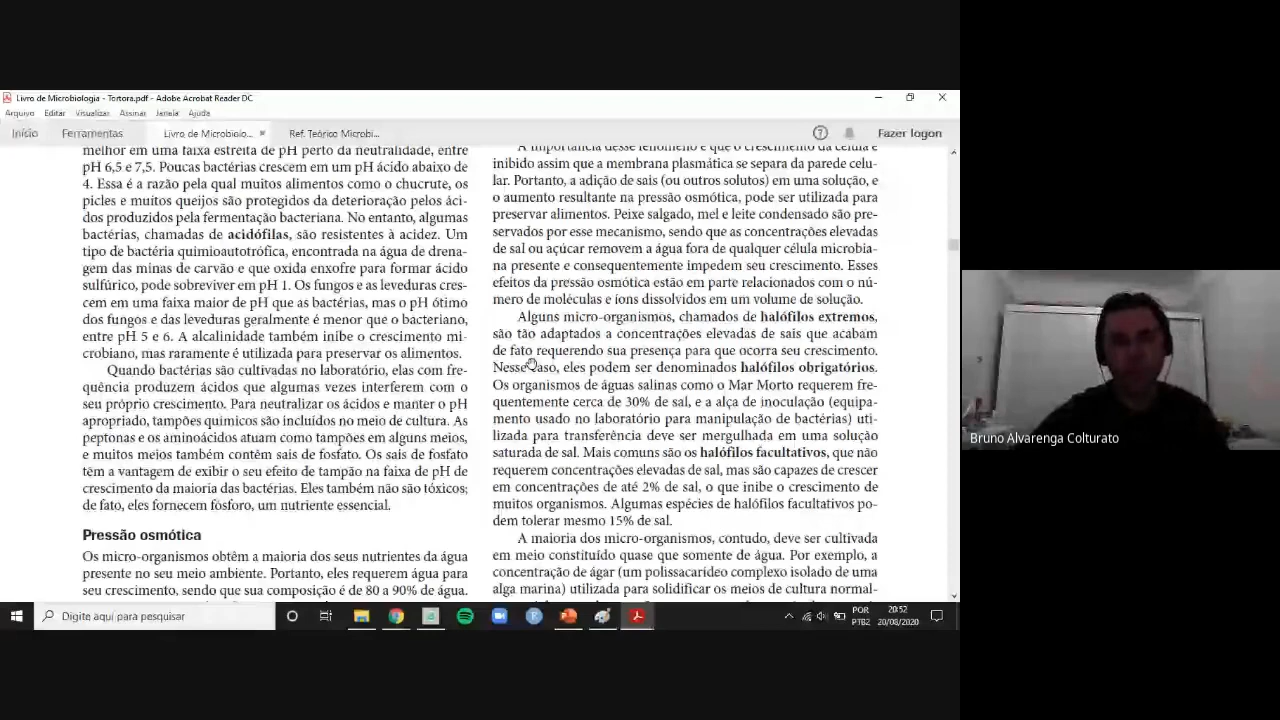 Livro de Microbiologia - Tortora.pdf - Adobe Acrobat Reader DC
Arquivo Editar Visualizar Assinar Janela Ajuda
Início Ferramentas Livro de Microbiolo... × Ref. Teórico Microbi... Fazer logon
melhor em uma faixa estreita de pH perto da neutralidade, entre
pH 6,5 e 7,5. Poucas bactérias crescem em um pH ácido abaixo de
4. Essa é a razão pela qual muitos alimentos como o chucrute, os
picles e muitos queijos são protegidos da deterioração pelos áci-
dos produzidos pela fermentação bacteriana. No entanto, algumas
bactérias, chamadas de acidófilas, são resistentes à acidez. Um
tipo de bactéria quimioautotrófica, encontrada na água de drena-
gem das minas de carvão e que oxida enxofre para formar ácido
sulfúrico, pode sobreviver em pH 1. Os fungos e as leveduras cres-
cem em uma faixa maior de pH que as bactérias, mas o pH ótimo
dos fungos e das leveduras geralmente é menor que o bacteriano,
entre pH 5 e 6. A alcalinidade também inibe o crescimento mi-
crobiano, mas raramente é utilizada para preservar os alimentos.
Quando bactérias são cultivadas no laboratório, elas com fre-
quência produzem ácidos que algumas vezes interferem com o
seu próprio crescimento. Para neutralizar os ácidos e manter o pH
apropriado, tampões químicos são incluídos no meio de cultura. As
peptonas e os aminoácidos atuam como tampões em alguns meios,
e muitos meios também contêm sais de fosfato. Os sais de fosfato
têm a vantagem de exibir o seu efeito de tampão na faixa de pH de
crescimento da maioria das bactérias. Eles também não são tóxicos;
de fato, eles fornecem fósforo, um nutriente essencial.
Pressão osmótica
Os micro-organismos obtêm a maioria dos seus nutrientes da água
presente no seu meio ambiente. Portanto, eles requerem água para
seu crescimento, sendo que sua composição é de 80 a 90% de água.
A importância desse fenômeno é que o crescimento da célula é
inibido assim que a membrana plasmática se separa da parede celu-
lar. Portanto, a adição de sais (ou outros solutos) em uma solução, e
o aumento resultante na pressão osmótica, pode ser utilizada para
preservar alimentos. Peixe salgado, mel e leite condensado são pre-
servados por esse mecanismo, sendo que as concentrações elevadas
de sal ou açúcar removem a água fora de qualquer célula microbia-
na presente e consequentemente impedem seu crescimento. Esses
efeitos da pressão osmótica estão em parte relacionados com o nú-
mero de moléculas e íons dissolvidos em um volume de solução.
Alguns micro-organismos, chamados de halófilos extremos,
são tão adaptados a concentrações elevadas de sais que acabam
de fato requerendo sua presença para que ocorra seu crescimento.
Nesse caso, eles podem ser denominados halófilos obrigatórios.
Os organismos de águas salinas como o Mar Morto requerem fre-
quentemente cerca de 30% de sal, e a alça de inoculação (equipa-
mento usado no laboratório para manipulação de bactérias) uti-
lizada para transferência deve ser mergulhada em uma solução
saturada de sal. Mais comuns são os halófilos facultativos, que não
requerem concentrações elevadas de sal, mas são capazes de crescer
em concentrações de até 2% de sal, o que inibe o crescimento de
muitos organismos. Algumas espécies de halófilos facultativos po-
dem tolerar mesmo 15% de sal.
A maioria dos micro-organismos, contudo, deve ser cultivada
em meio constituído quase que somente de água. Por exemplo, a
concentração de ágar (um polissacarídeo complexo isolado de uma
alga marina) utilizada para solidificar os meios de cultura normal-
Bruno Alvarenga Colturato
Digite aqui para pesquisar
POR
PTB2
20:52
20/08/2020